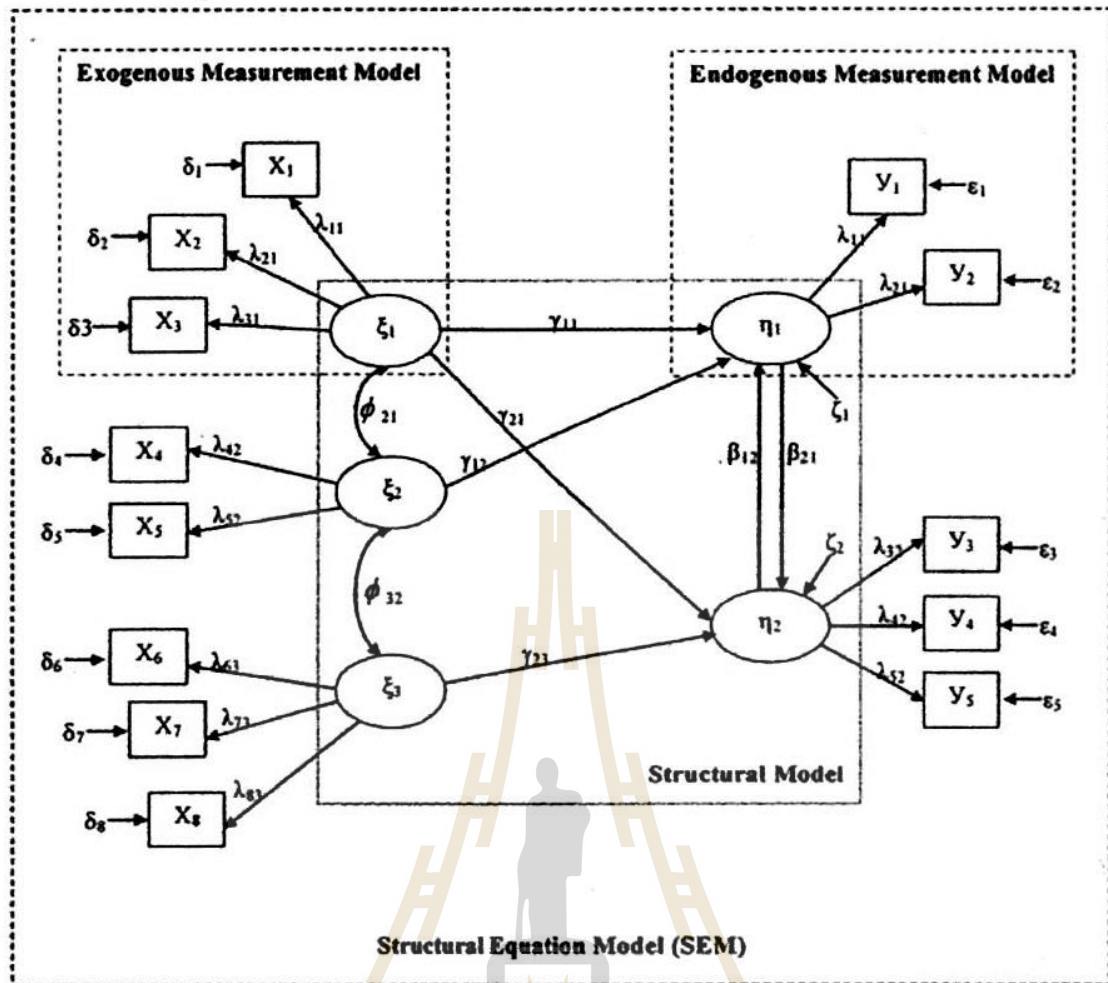 Exogenous Measurement Model
Endogenous Measurement Model
δ₁ X₁ λ₁₁
δ₂ X₂ λ₂₁
δ3 X₃ λ₃₁
ξ₁
γ₁₁
η₁
λ₁₁ y₁ ε₁
λ₂₁ y₂ ε₂
ζ₁
ϕ ₂₁
γ₂₁
γ₁₂
β₁₂ β₂₁
δ₄ X₄ λ₄₂
δ₅ X₅ λ₅₂
ξ₂
ϕ ₃₂
ζ₂
η₂
λ₃₂ y₃ ε₃
λ₄₂ y₄ ε₄
λ₅₂ y₅ ε₅
δ₆ X₆ λ₆₃
δ₇ X₇ λ₇₃
δ₈ X₈ λ₈₃
ξ₃
γ₂₃
Structural Model
Structural Equation Model (SEM)